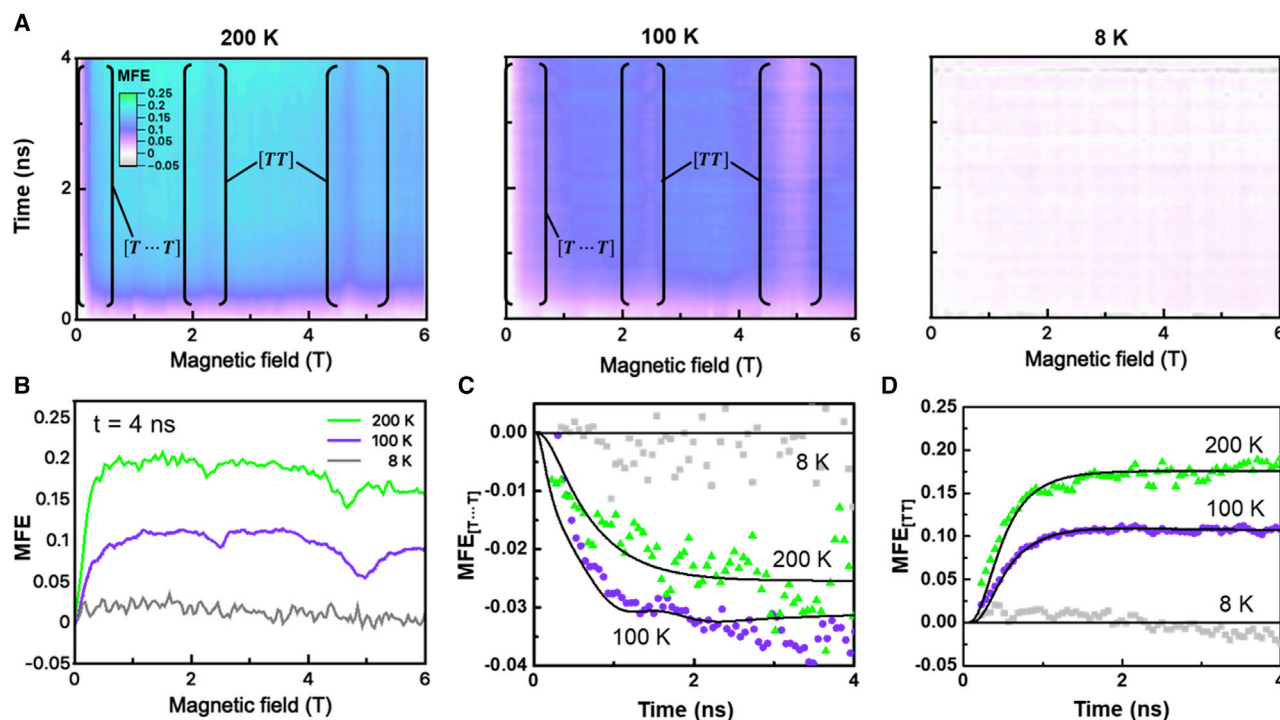 A
200 K
100 K
8 K
Time (ns)
4
2
0
MFE
0.25
0.20
0.15
0.1
0.05
0
−0.05
[T ··· T]
[TT]
[T ··· T]
[TT]
0 2 4 6
0 2 4 6
0 2 4 6
Magnetic field (T)
Magnetic field (T)
Magnetic field (T)
B
MFE
0.25
0.2
0.15
0.1
0.05
0
−0.05
t = 4 ns
200 K
100 K
8 K
0 2 4 6
Magnetic field (T)
C
MFE[T ··· T]
0.00
-0.01
-0.02
-0.03
-0.04
8 K
200 K
100 K
0 2 4
Time (ns)
D
MFE[TT]
0.25
0.20
0.15
0.10
0.05
0.00
-0.05
200 K
100 K
8 K
0 2 4
Time (ns)